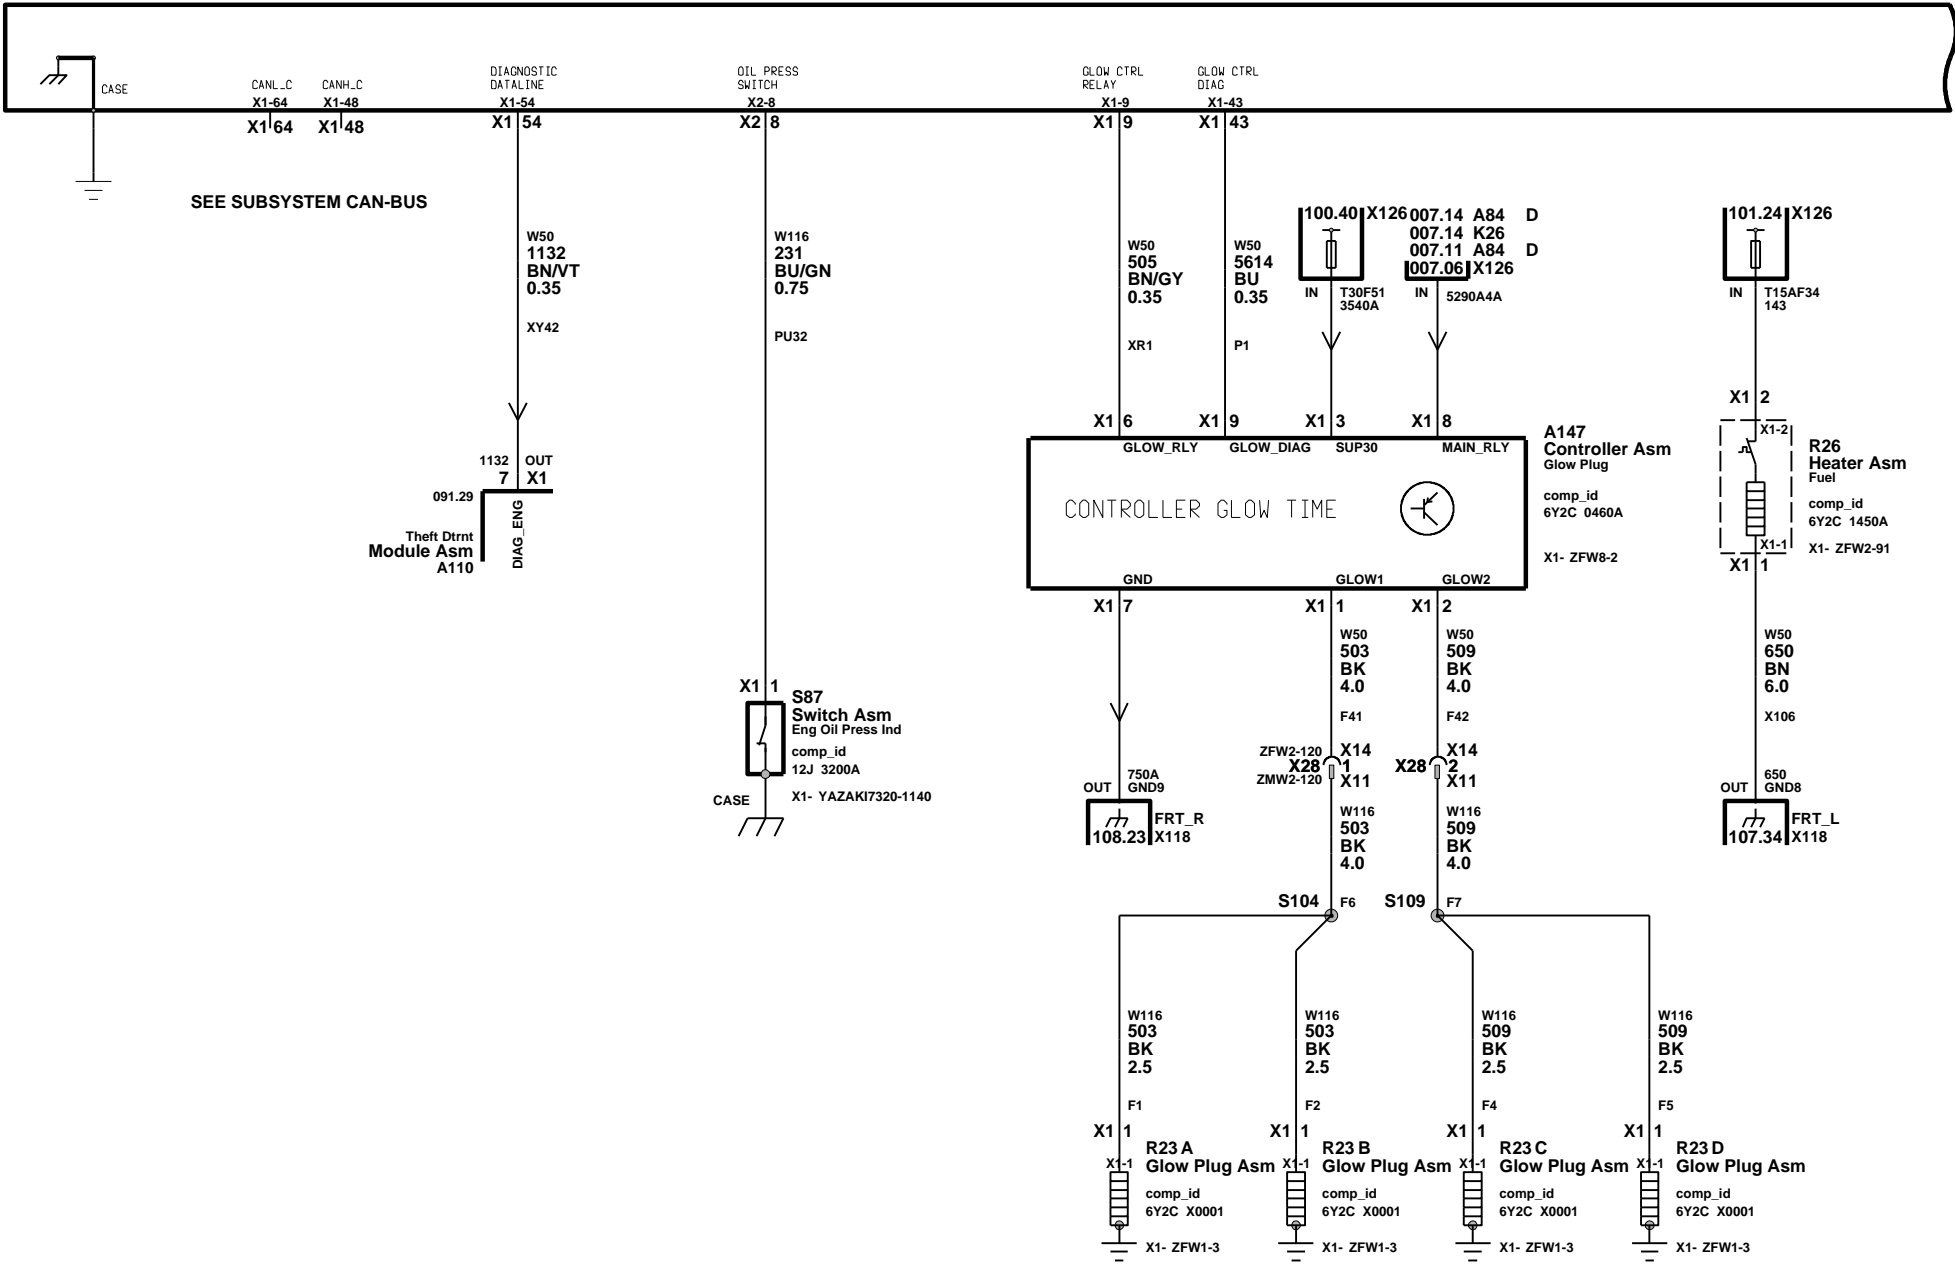 CASE
CANL_C
X1-64
X1 64
CANH_C
X1-48
X1 48
DIAGNOSTIC
DATALINE
X1-54
X1 54
OIL PRESS
SWITCH
X2-8
X2 8
GLOW CTRL
RELAY
X1-9
X1 9
GLOW CTRL
DIAG
X1-43
X1 43
SEE SUBSYSTEM CAN-BUS
W50
1132
BN/VT
0.35
XY42
1132 OUT
7 X1
091.29
DIAG_ENG
Theft Dtrnt
Module Asm
A110
W116
231
BU/GN
0.75
PU32
X1 1
S87
Switch Asm
Eng Oil Press Ind
comp_id
12J 3200A
X1- YAZAKI7320-1140
CASE
W50
505
BN/GY
0.35
XR1
W50
5614
BU
0.35
P1
100.40 X126
IN T30F51
3540A
007.14 A84 D
007.14 K26
007.11 A84 D
007.06 X126
IN 5290A4A
101.24 X126
IN T15AF34
143
X1 6
X1 9
X1 3
X1 8
GLOW_RLY
GLOW_DIAG
SUP30
MAIN_RLY
CONTROLLER GLOW TIME
GND
GLOW1
GLOW2
A147
Controller Asm
Glow Plug
comp_id
6Y2C 0460A
X1- ZFW8-2
X1 2
X1-2
R26
Heater Asm
Fuel
comp_id
6Y2C 1450A
X1- ZFW2-91
X1-1
X1 1
X1 7
X1 1
X1 2
W50
503
BK
4.0
F41
W50
509
BK
4.0
F42
W50
650
BN
6.0
X106
ZFW2-120 X14
X28 1
ZMW2-120 X11
X14
X28 2
X11
750A
OUT GND9
FRT_R
108.23 X118
650
OUT GND8
FRT_L
107.34 X118
W116
503
BK
4.0
W116
509
BK
4.0
S104 F6
S109 F7
W116
503
BK
2.5
F1
W116
503
BK
2.5
F2
W116
509
BK
2.5
F4
W116
509
BK
2.5
F5
X1 1
R23 A
X1-1 Glow Plug Asm
comp_id
6Y2C X0001
X1- ZFW1-3
X1 1
R23 B
X1-1 Glow Plug Asm
comp_id
6Y2C X0001
X1- ZFW1-3
X1 1
R23 C
X1-1 Glow Plug Asm
comp_id
6Y2C X0001
X1- ZFW1-3
X1 1
R23 D
X1-1 Glow Plug Asm
comp_id
6Y2C X0001
X1- ZFW1-3